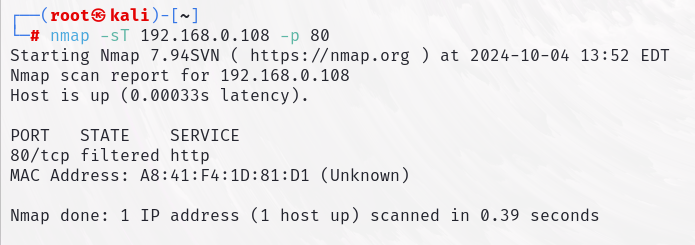 ┌──(root㉿kali)-[~]
└─# nmap -sT 192.168.0.108 -p 80
Starting Nmap 7.94SVN ( https://nmap.org ) at 2024-10-04 13:52 EDT
Nmap scan report for 192.168.0.108
Host is up (0.00033s latency).

PORT   STATE    SERVICE
80/tcp filtered http
MAC Address: A8:41:F4:1D:81:D1 (Unknown)

Nmap done: 1 IP address (1 host up) scanned in 0.39 seconds